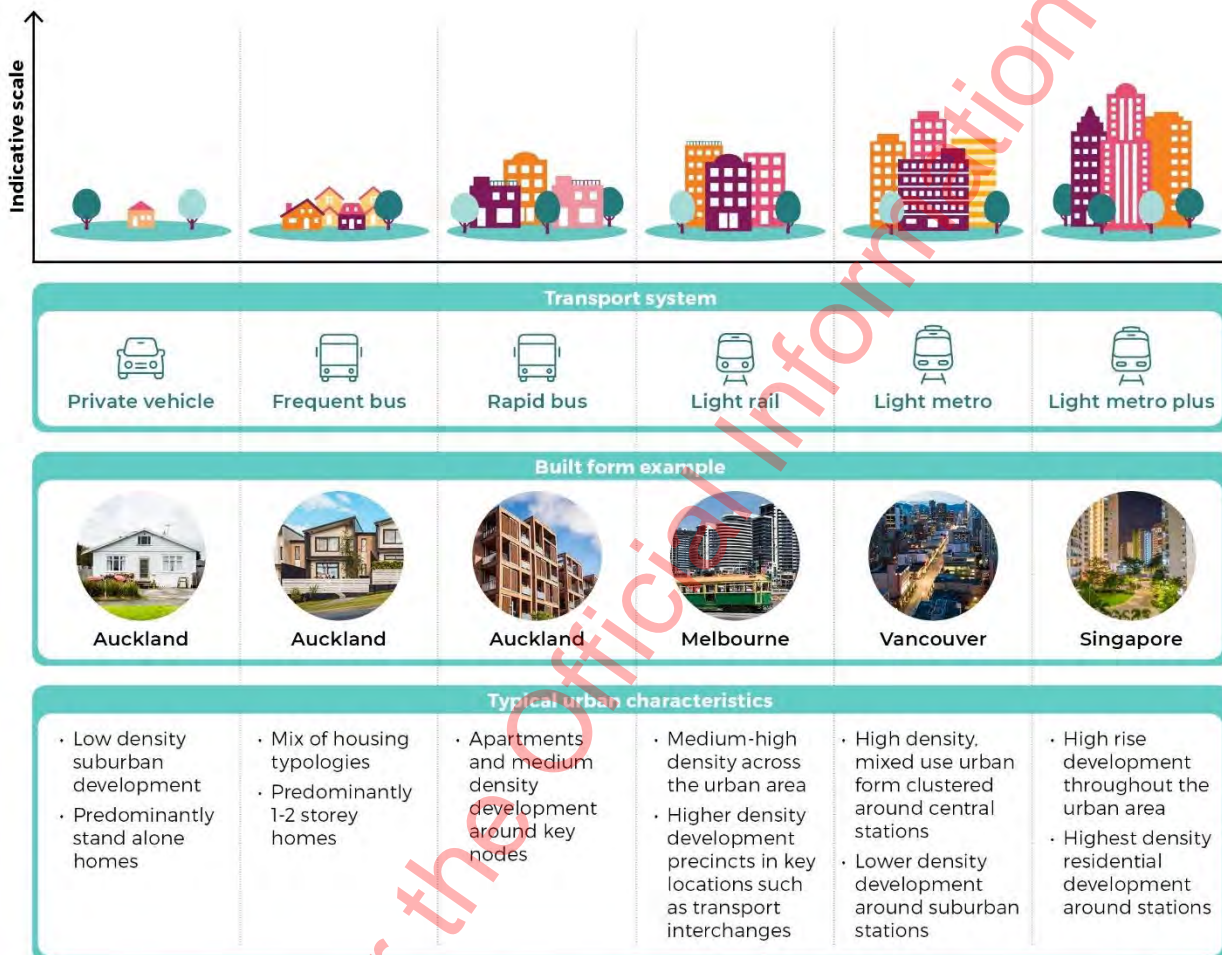 Indicative scale
Transport system
Private vehicle
Frequent bus
Rapid bus
Light rail
Light metro
Light metro plus
Built form example
Auckland
Auckland
Auckland
Melbourne
Vancouver
Singapore
Typical urban characteristics
· Low density
suburban
development
· Predominantly
stand alone
homes
· Mix of housing
typologies
· Predominantly
1-2 storey
homes
· Apartments
and medium
density
development
around key
nodes
· Medium-high
density across
the urban area
· Higher density
development
precincts in key
locations such
as transport
interchanges
· High density,
mixed use urban
form clustered
around central
stations
· Lower density
development
around suburban
stations
· High rise
development
throughout the
urban area
· Highest density
residential
development
around stations
the Official Information